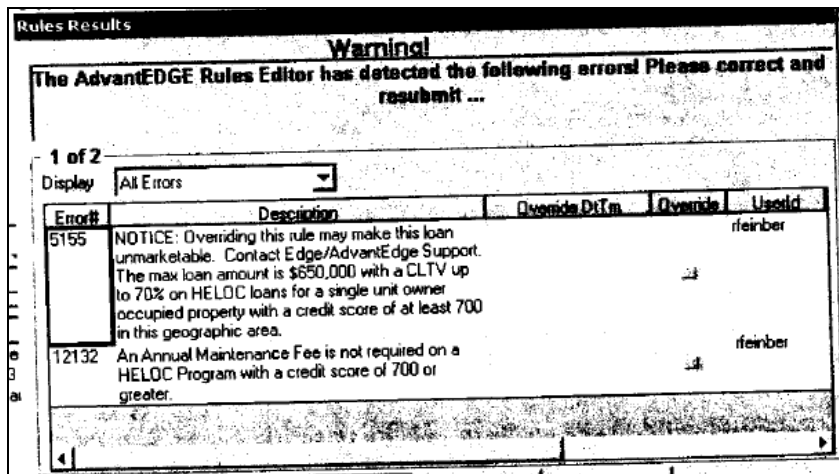 Rules Results
Warning!
The AdvantEDGE Rules Editor has detected the following errors! Please correct and
resubmit ...
1 of 2
Display All Errors
Error# Description Override DtTm Override UserId
5155 NOTICE: Overriding this rule may make this loan rfeinber
unmarketable. Contact Edge/AdvantEdge Support.
The max loan amount is $650,000 with a CLTV up
to 70% on HELOC loans for a single unit owner
occupied property with a credit score of at least 700
in this geographic area.
12132 An Annual Maintenance Fee is not required on a rfeinber
HELOC Program with a credit score of 700 or
greater.